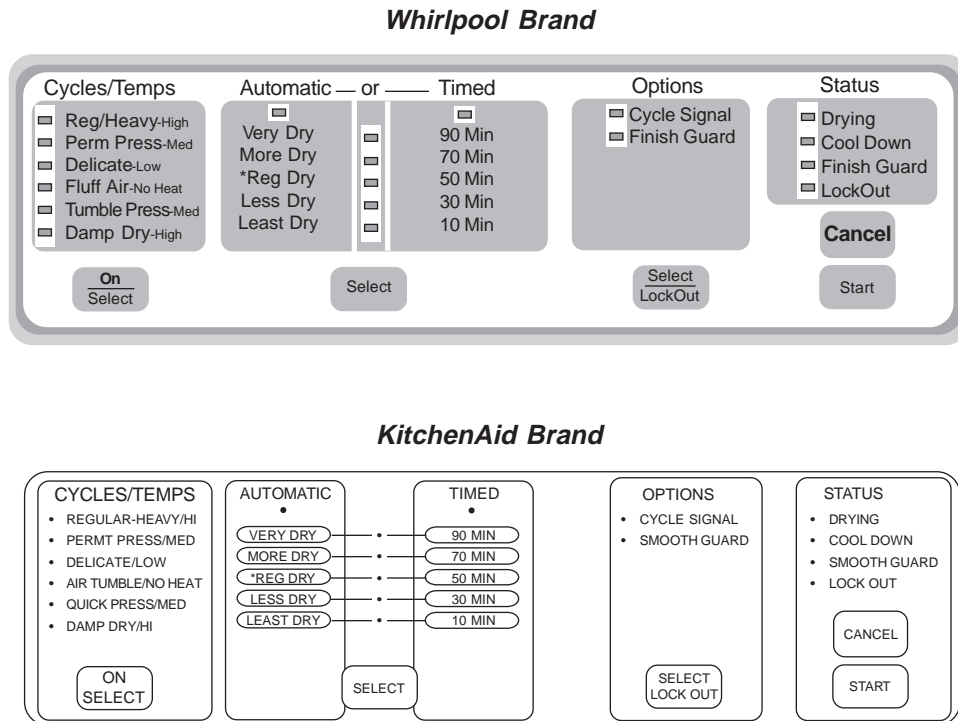 Whirlpool Brand
Cycles/Temps
Reg/Heavy-High
Perm Press-Med
Delicate-Low
Fluff Air-No Heat
Tumble Press-Med
Damp Dry-High
On
Select
Automatic or Timed
Very Dry 90 Min
More Dry 70 Min
*Reg Dry 50 Min
Less Dry 30 Min
Least Dry 10 Min
Select
Options
Cycle Signal
Finish Guard
Select
LockOut
Status
Drying
Cool Down
Finish Guard
LockOut
Cancel
Start
KitchenAid Brand
CYCLES/TEMPS
• REGULAR-HEAVY/HI
• PERMT PRESS/MED
• DELICATE/LOW
• AIR TUMBLE/NO HEAT
• QUICK PRESS/MED
• DAMP DRY/HI
ON
SELECT
AUTOMATIC TIMED
VERY DRY 90 MIN
MORE DRY 70 MIN
*REG DRY 50 MIN
LESS DRY 30 MIN
LEAST DRY 10 MIN
SELECT
OPTIONS
• CYCLE SIGNAL
• SMOOTH GUARD
SELECT
LOCK OUT
STATUS
• DRYING
• COOL DOWN
• SMOOTH GUARD
• LOCK OUT
CANCEL
START